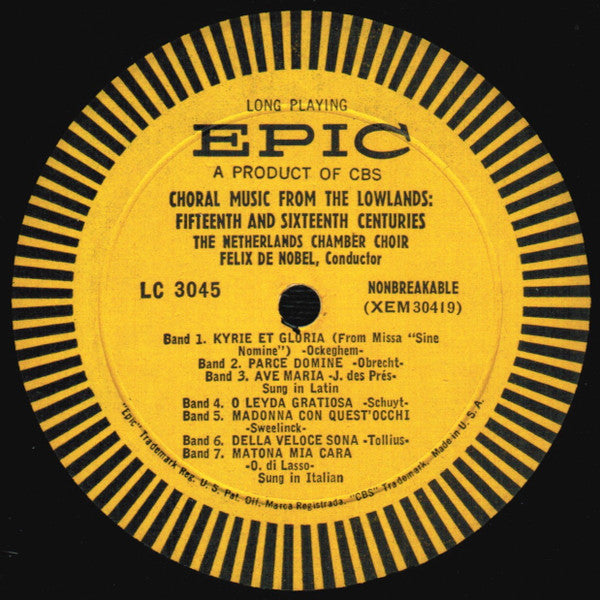 LONG PLAYING
EPIC
A PRODUCT OF CBS
CHORAL MUSIC FROM THE LOWLANDS:
FIFTEENTH AND SIXTEENTH CENTURIES
THE NETHERLANDS CHAMBER CHOIR
FELIX DE NOBEL, Conductor
LC 3045
NONBREAKABLE
(XEM30419)
Band 1. KYRIE ET GLORIA (From Missa "Sine
Nomine") -Ockeghem-
Band 2. PARCE DOMINE -Obrecht-
Band 3. AVE MARIA -J. des Prés-
Sung in Latin
Band 4. O LEYDA GRATIOSA -Schuyt-
Band 5. MADONNA CON QUEST'OCCHI
-Sweelinck-
Band 6. DELLA VELOCE SONA -Tollius-
Band 7. MATONA MIA CARA
-O. di Lasso-
Sung in Italian
"Epic" Trademark Reg. U. S. Pat. Off. Marca Registrada. "CBS" Trademark. Made in U. S. A.